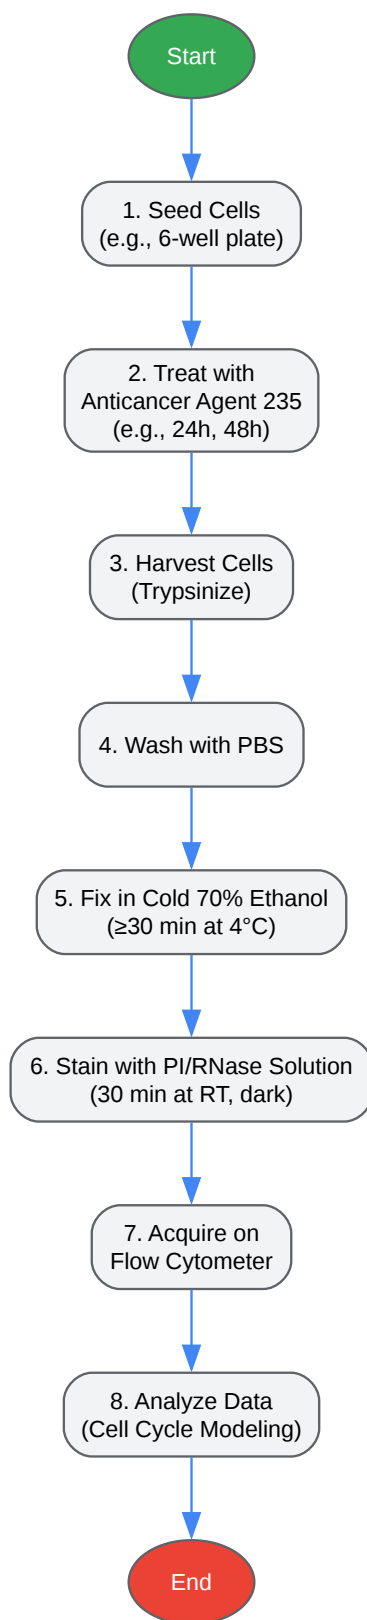 Start
1. Seed Cells
(e.g., 6-well plate)
2. Treat with
Anticancer Agent 235
(e.g., 24h, 48h)
3. Harvest Cells
(Trypsinize)
4. Wash with PBS
5. Fix in Cold 70% Ethanol
(≥30 min at 4°C)
6. Stain with PI/RNase Solution
(30 min at RT, dark)
7. Acquire on
Flow Cytometer
8. Analyze Data
(Cell Cycle Modeling)
End